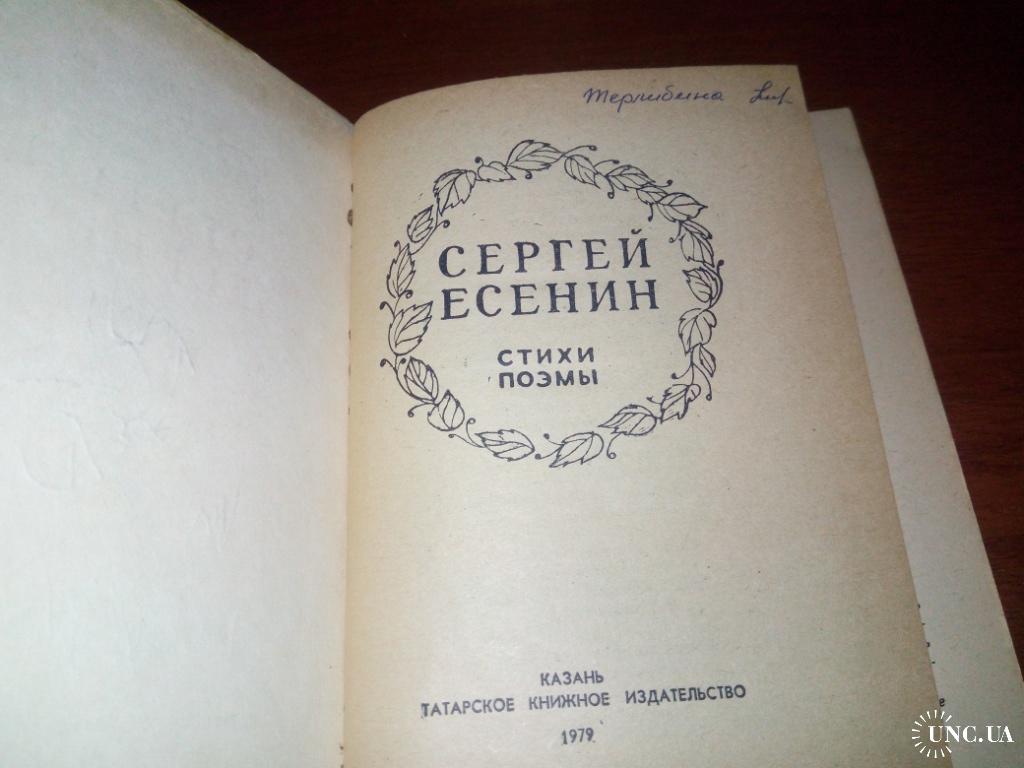 СЕРГЕЙ
ЕСЕНИН
СТИХИ
ПОЭМЫ
КАЗАНЬ
ТАТАРСКОЕ КНИЖНОЕ ИЗДАТЕЛЬСТВО
1979
UNC.UA